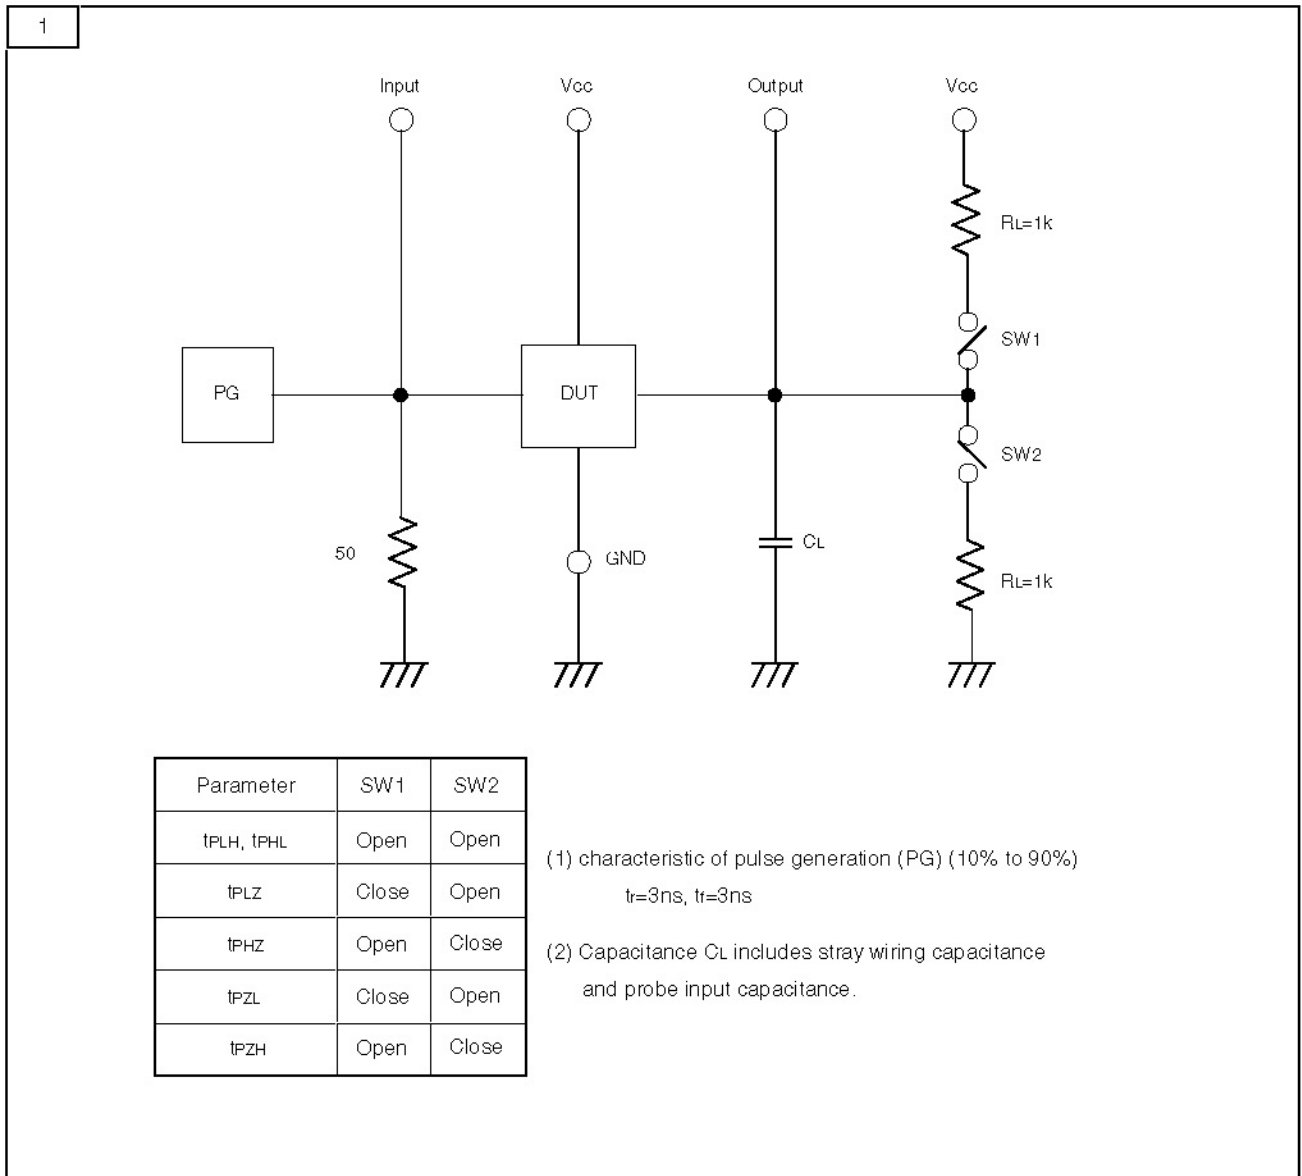 1
Input Vcc Output Vcc
RL=1k
SW1
PG DUT
SW2
50 GND CL
RL=1k
Parameter SW1 SW2
tPLH, tPHL Open Open
tPLZ Close Open
tPHZ Open Close
tPZL Close Open
tPZH Open Close
(1) characteristic of pulse generation (PG) (10% to 90%)
tr=3ns, tf=3ns
(2) Capacitance CL includes stray wiring capacitance
and probe input capacitance.